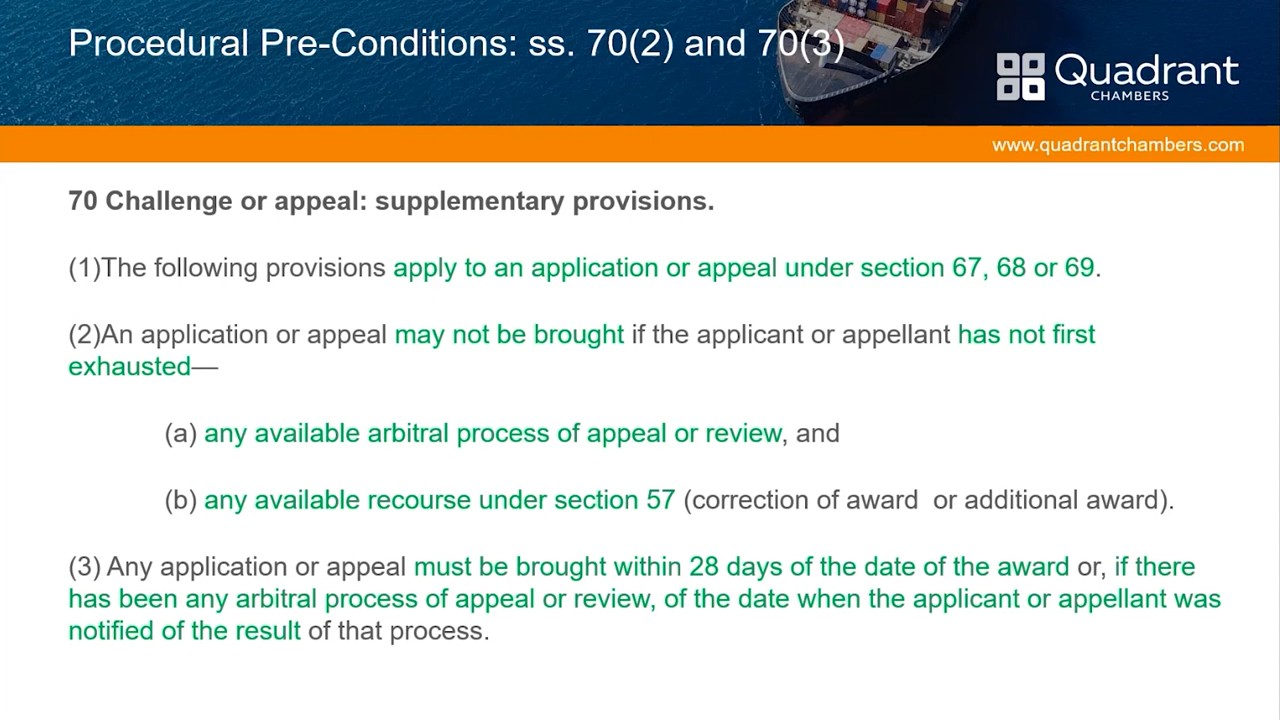 Procedural Pre-Conditions: ss. 70(2) and 70(3)
Quadrant
CHAMBERS
www.quadrantchambers.com
70 Challenge or appeal: supplementary provisions.
(1)The following provisions apply to an application or appeal under section 67, 68 or 69.
(2)An application or appeal may not be brought if the applicant or appellant has not first
exhausted—
(a) any available arbitral process of appeal or review, and
(b) any available recourse under section 57 (correction of award  or additional award).
(3) Any application or appeal must be brought within 28 days of the date of the award or, if there
has been any arbitral process of appeal or review, of the date when the applicant or appellant was
notified of the result of that process.